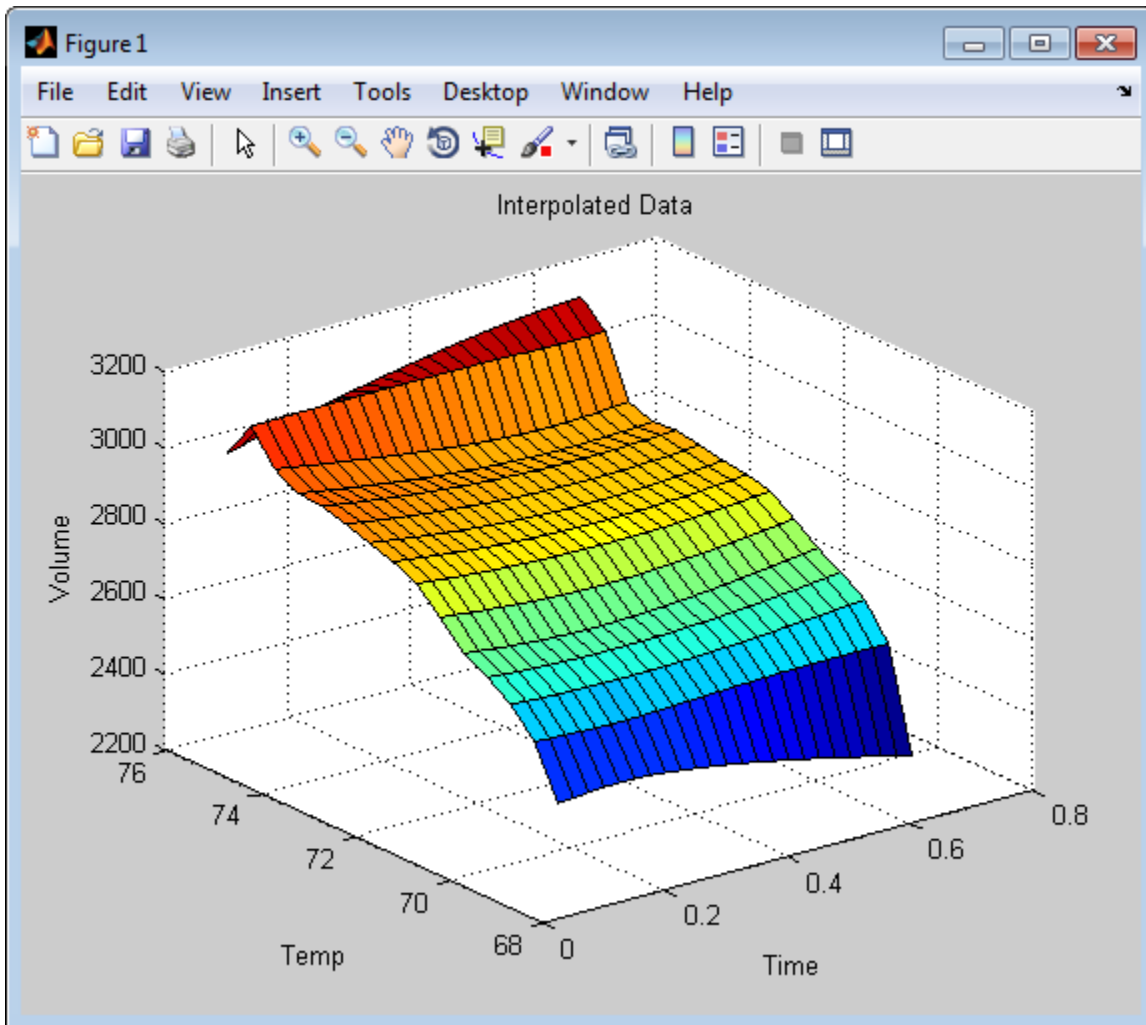 Figure 1
File Edit View Insert Tools Desktop Window Help
Interpolated Data
3200
3000
2800
2600
2400
2200
Volume
76
74
72
70
68
Temp
0
0.2
0.4
0.6
0.8
Time